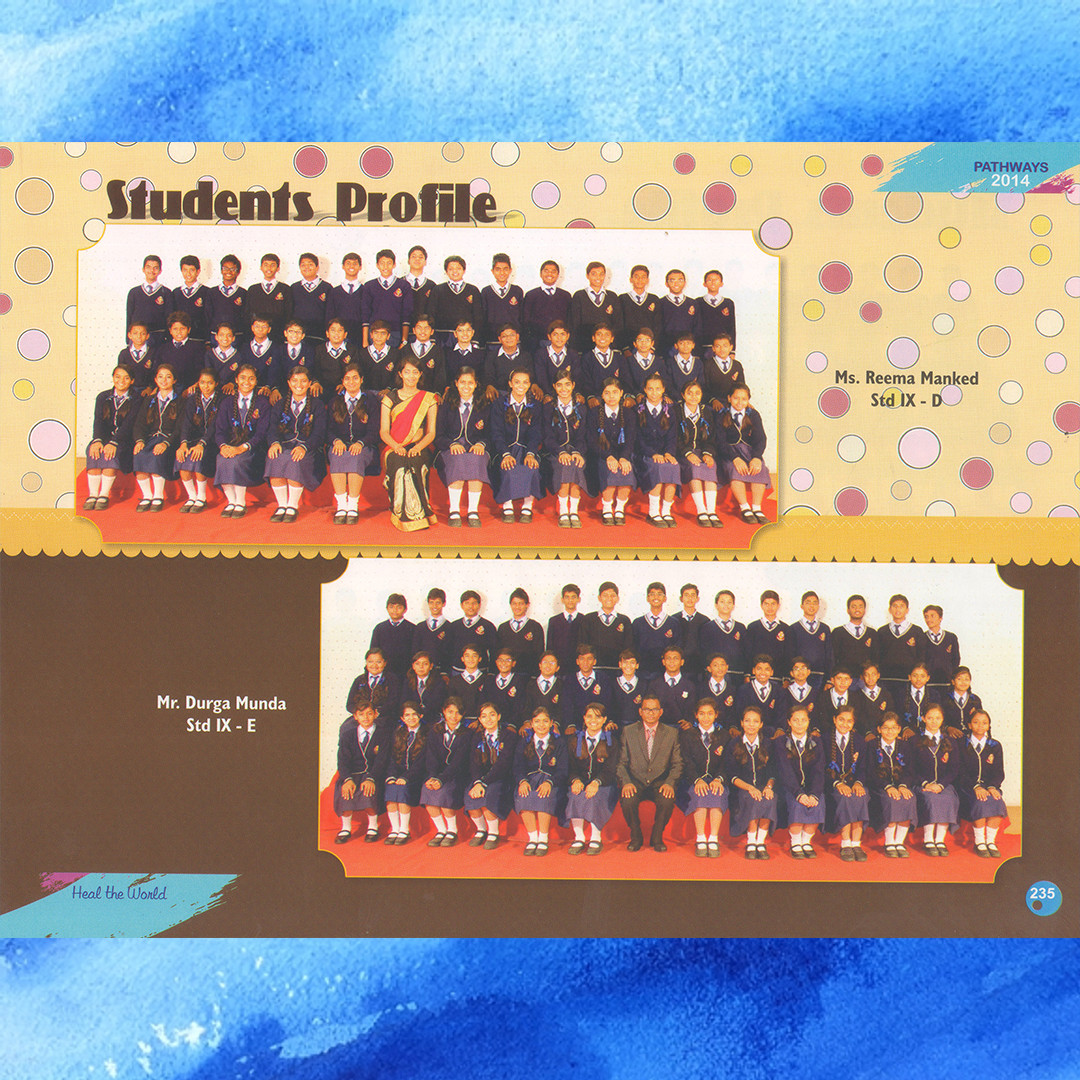 Students Profile
PATHWAYS
2014
Ms. Reema Manked
Std IX - D
Mr. Durga Munda
Std IX - E
Heal the World
235